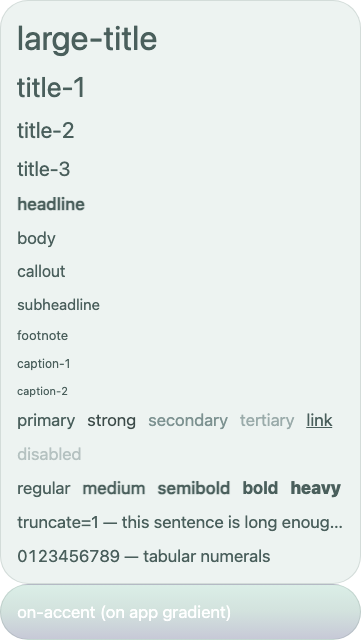 large-title
title-1
title-2
title-3
headline
body
callout
subheadline
footnote
caption-1
caption-2
primary strong secondary tertiary link
disabled
regular medium semibold bold heavy
truncate=1 — this sentence is long enoug...
0123456789 — tabular numerals
on-accent (on app gradient)